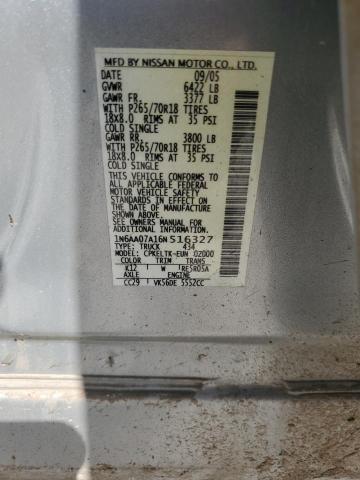 MFD BY NISSAN MOTOR CO., LTD.
DATE 09/05
GVWR 6422 LB
GAWR FR. 3377 LB
WITH P265/70R18 TIRES
18X8.0 RIMS AT 35 PSI
COLD SINGLE
GAWR RR. 3800 LB
WITH P265/70R18 TIRES
18X8.0 RIMS AT 35 PSI
COLD SINGLE
THIS VEHICLE CONFORMS TO
ALL APPLICABLE FEDERAL
MOTOR VEHICLE SAFETY
STANDARDS IN EFFECT ON
THE DATE OF MANUFACTURE
SHOWN ABOVE.
SEE OWNERS MANUAL FOR
ADDITIONAL INFORMATION.
1N6AA07A16N516327
TYPE: TRUCK 434
MODEL: CPKELTK-EUN 02000
COLOR TRIM TRANS
K12 W RE5R05A
AXLE ENGINE
CC29 VK56DE 5552CC